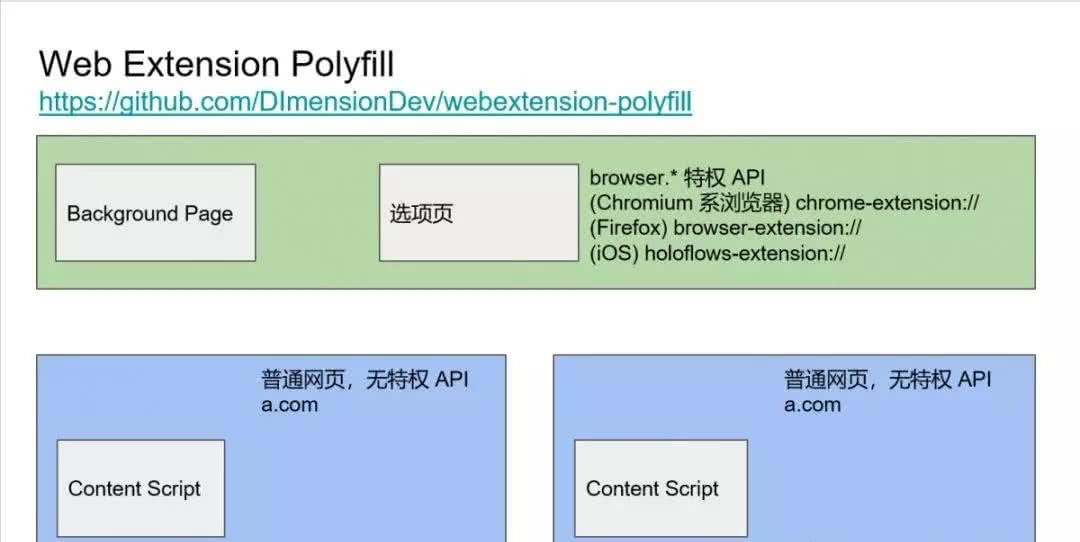 Web Extension Polyfill
https://github.com/DImensionDev/webextension-polyfill
Background Page
选项页
browser.* 特权 API
(Chromium 系浏览器) chrome-extension://
(Firefox) browser-extension://
(iOS) holoflows-extension://
普通网页，无特权 API
a.com
Content Script
普通网页，无特权 API
a.com
Content Script